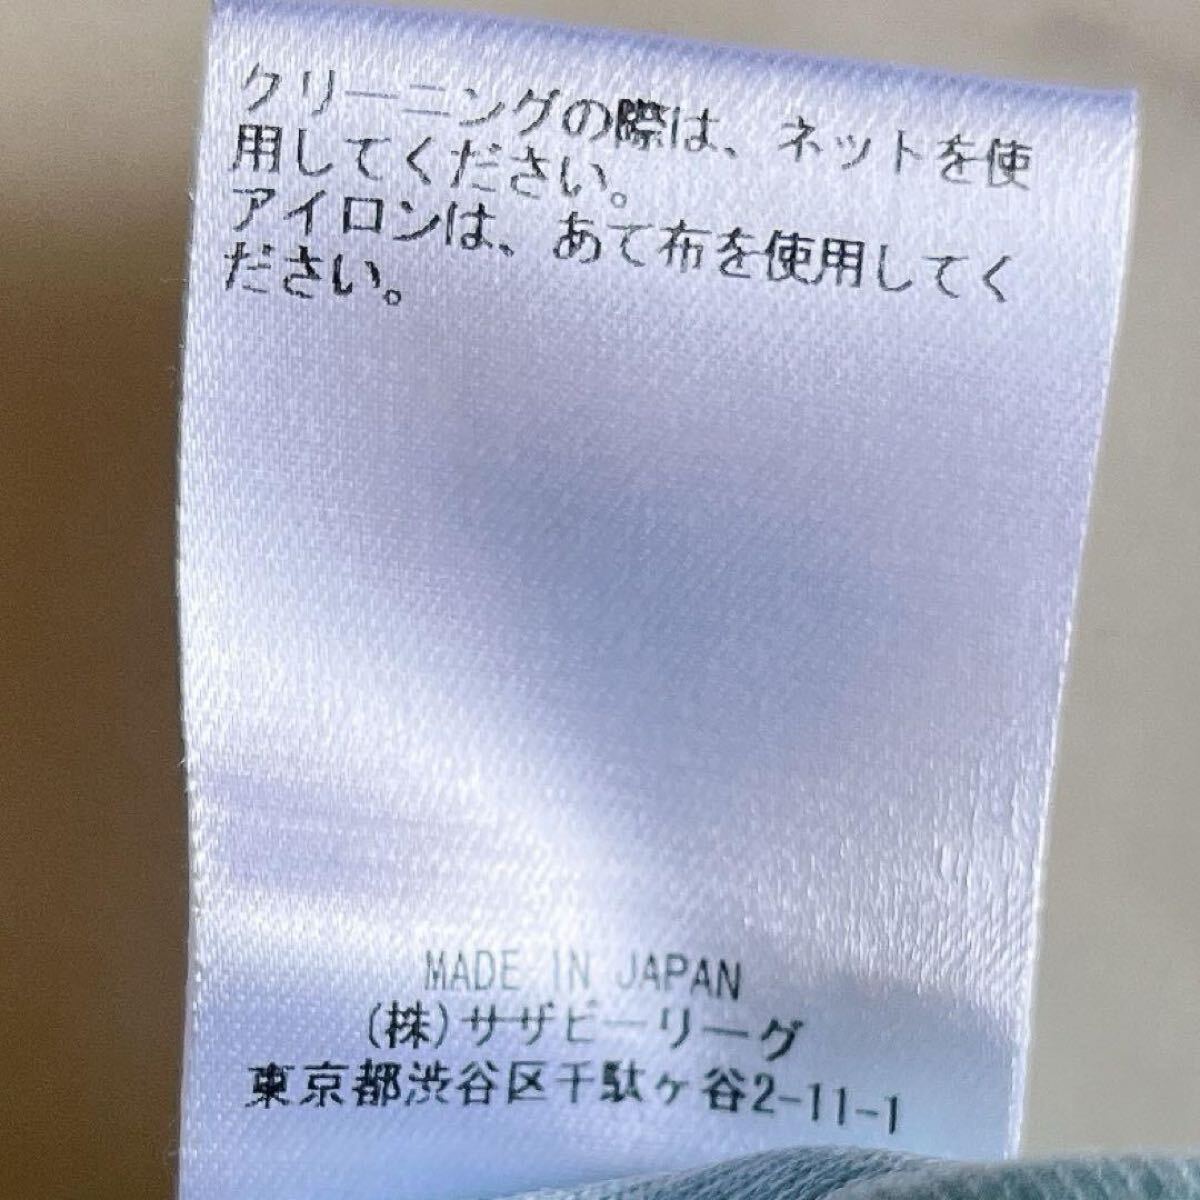 クリーニングの際は、ネットを使
用してください。
アイロンは、あて布を使用してく
ださい。
MADE IN JAPAN
(株)サザビーリーグ
東京都渋谷区千駄ヶ谷2-11-1